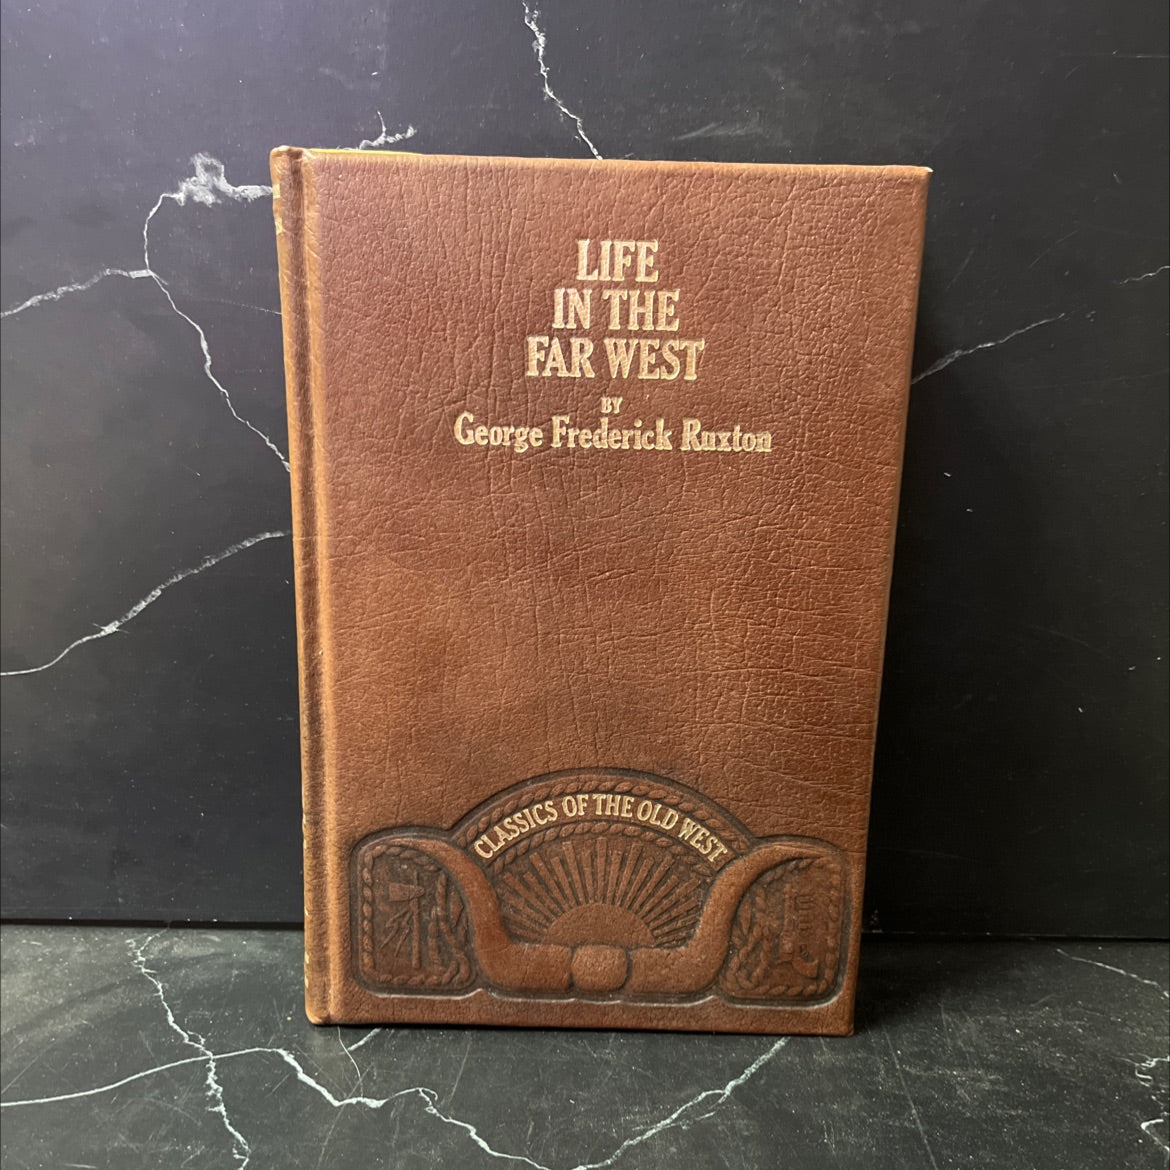 LIFE
IN THE
FAR WEST
BY
George Frederick Ruxton
CLASSICS OF THE OLD WEST